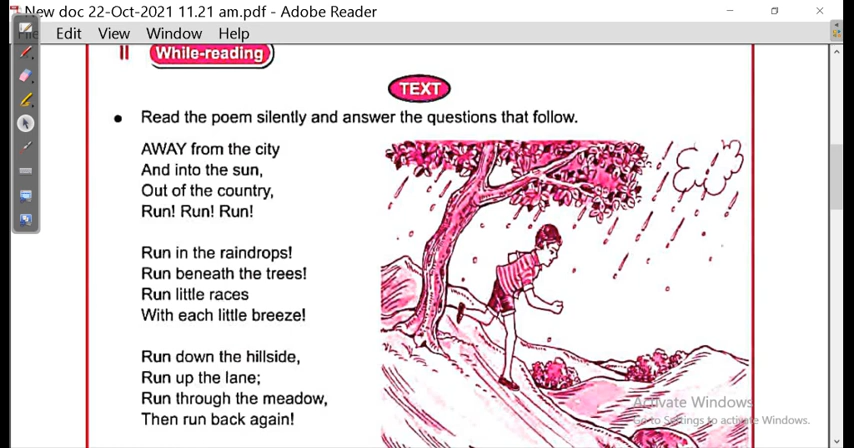 New doc 22-Oct-2021 11.21 am.pdf - Adobe Reader
File Edit View Window Help
II While-reading
TEXT
• Read the poem silently and answer the questions that follow.
AWAY from the city
And into the sun,
Out of the country,
Run! Run! Run!
Run in the raindrops!
Run beneath the trees!
Run little races
With each little breeze!
Run down the hillside,
Run up the lane;
Run through the meadow,
Then run back again!
Activate Windows
Go to Settings to activate Windows.